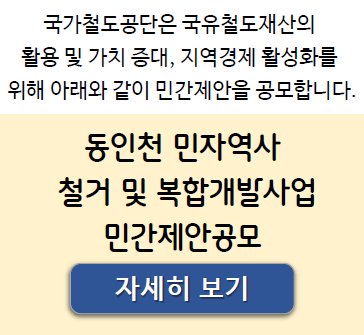 국가철도공단은 국유철도재산의
활용 및 가치 증대, 지역경제 활성화를
위해 아래와 같이 민간제안을 공모합니다.
동인천 민자역사
철거 및 복합개발사업
민간제안공모
자세히 보기